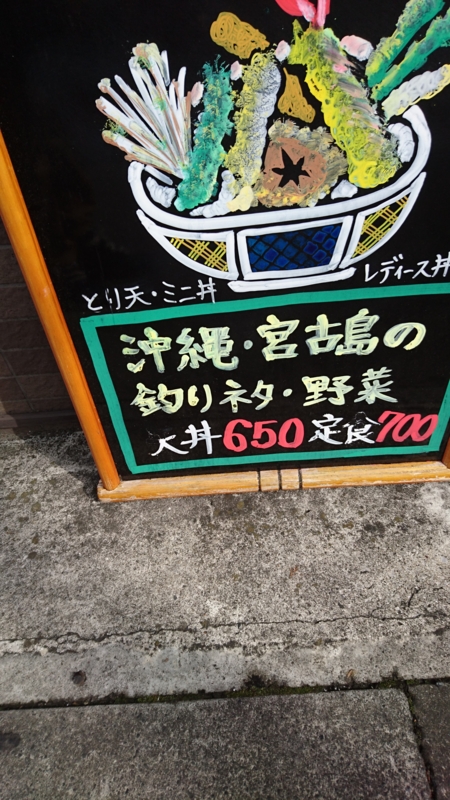 とり天・ミニ丼
レディース丼
沖縄・宮古島の
釣りネタ・野菜
天丼650 定食700